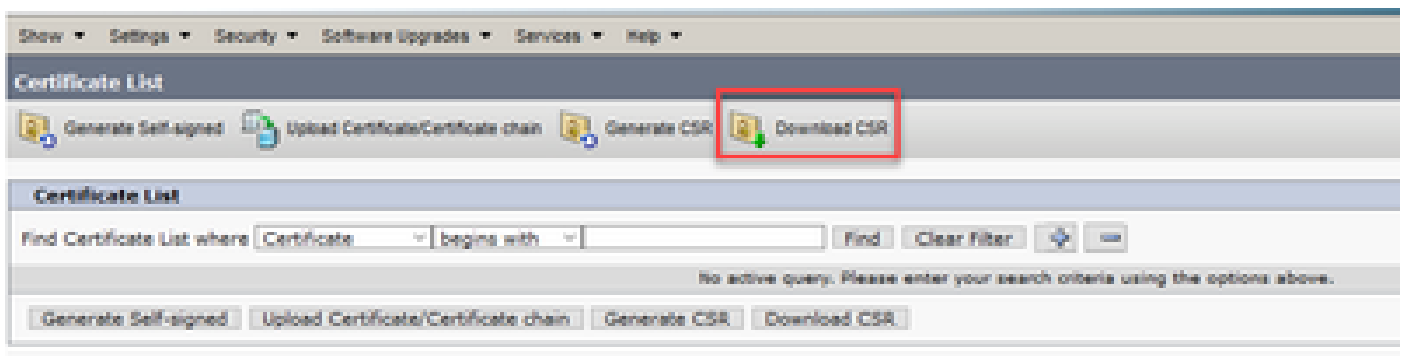 Show Settings Security Software Upgrades Services Help
Certificate List
Generate Self-signed Upload Certificate/Certificate chain Generate CSR Download CSR
Certificate List
Find Certificate List where Certificate begins with Find Clear Filter
No active query. Please enter your search criteria using the options above.
Generate Self-signed Upload Certificate/Certificate chain Generate CSR Download CSR